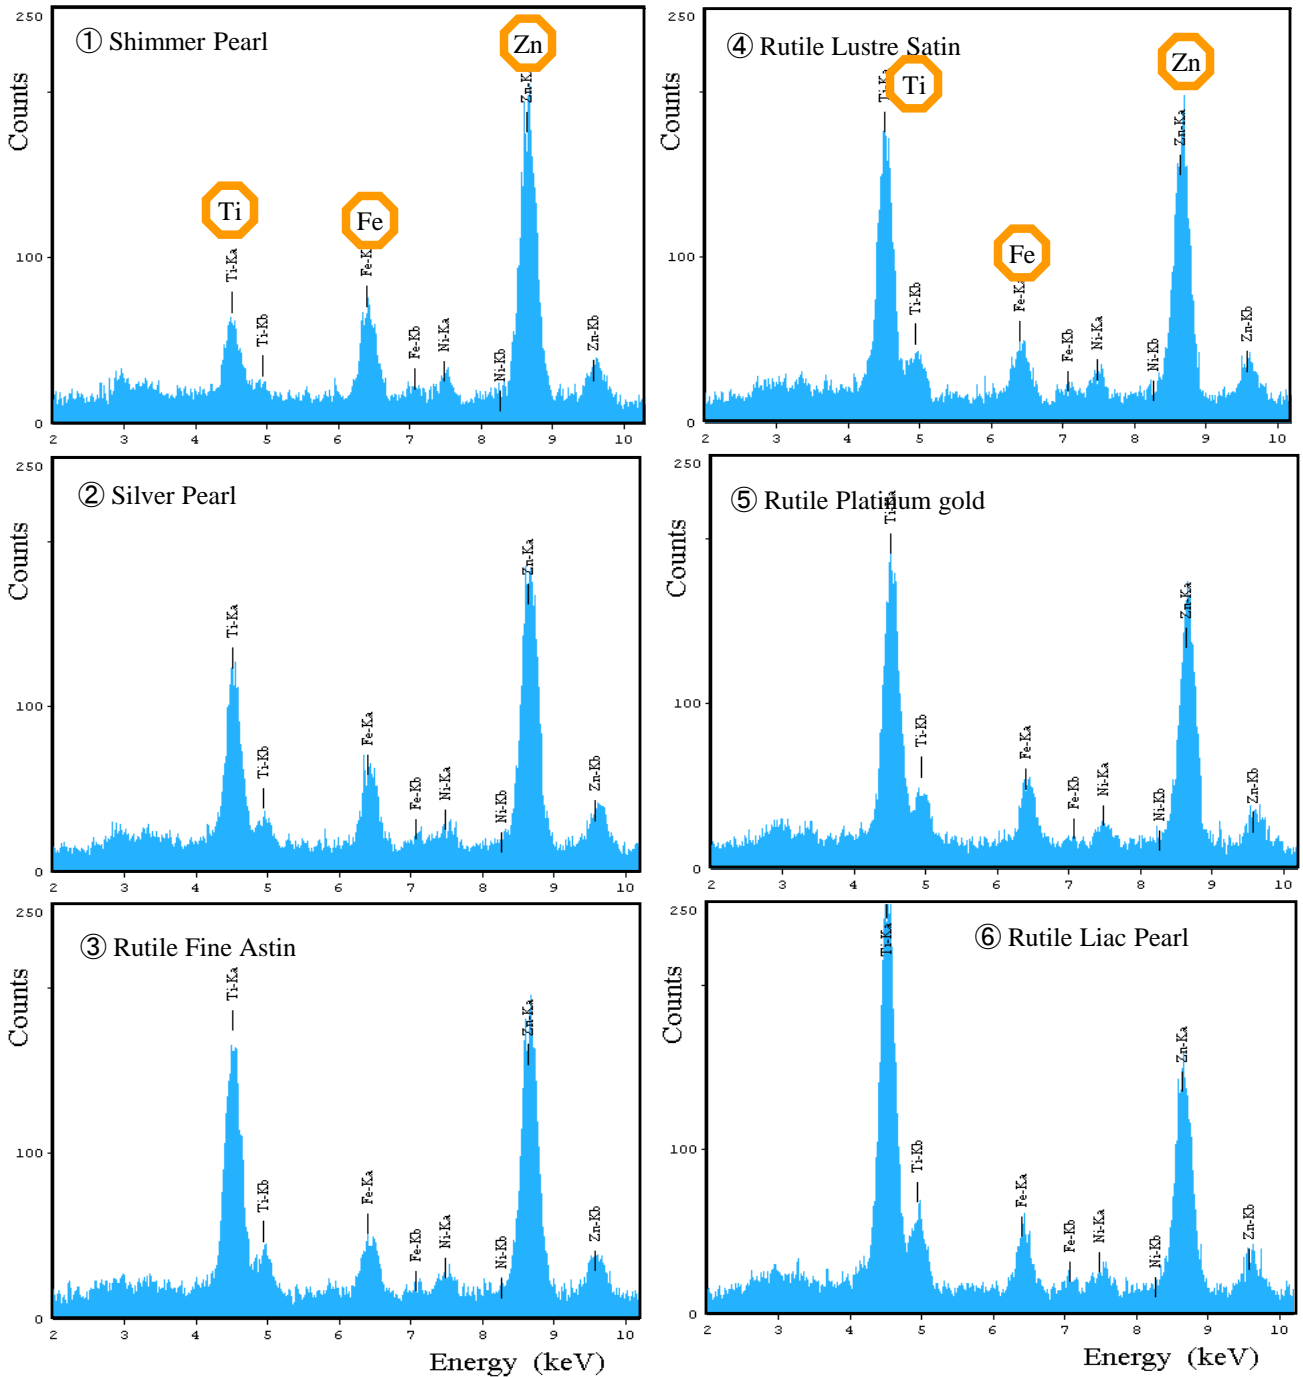 ① Shimmer Pearl
250
100
0
Counts
Ti
Fe
Zn
Ti-Ka
Ti-Kb
Fe-K
Fe-Kb
Ni-Ka
Ni-Kb
Zn-K
Zn-Kb
2 3 4 5 6 7 8 9 10
④ Rutile Lustre Satin
250
100
0
Counts
Ti
Fe
Zn
Ti-Ka
Ti-Kb
Fe-Ka
Fe-Kb
Ni-Ka
Ni-Kb
Zn-Ka
Zn-Kb
2 3 4 5 6 7 8 9 10
② Silver Pearl
250
100
0
Counts
Ti-Ka
Ti-Kb
Fe-Ka
Fe-Kb
Ni-Ka
Ni-Kb
Zn-Ka
Zn-Kb
2 3 4 5 6 7 8 9 10
⑤ Rutile Platinum gold
250
100
0
Counts
Ti-Ka
Ti-Kb
Fe-Ka
Fe-Kb
Ni-Ka
Ni-Kb
Zn-Ka
Zn-Kb
2 3 4 5 6 7 8 9 10
③ Rutile Fine Astin
250
100
0
Counts
Ti-Ka
Ti-Kb
Fe-Ka
Fe-Kb
Ni-Ka
Ni-Kb
Zn-Ka
Zn-Kb
2 3 4 5 6 7 8 9 10
Energy (keV)
⑥ Rutile Liac Pearl
250
100
0
Counts
Ti-Ka
Ti-Kb
Fe-Ka
Fe-Kb
Ni-Ka
Ni-Kb
Zn-Ka
Zn-Kb
2 3 4 5 6 7 8 9 10
Energy (keV)